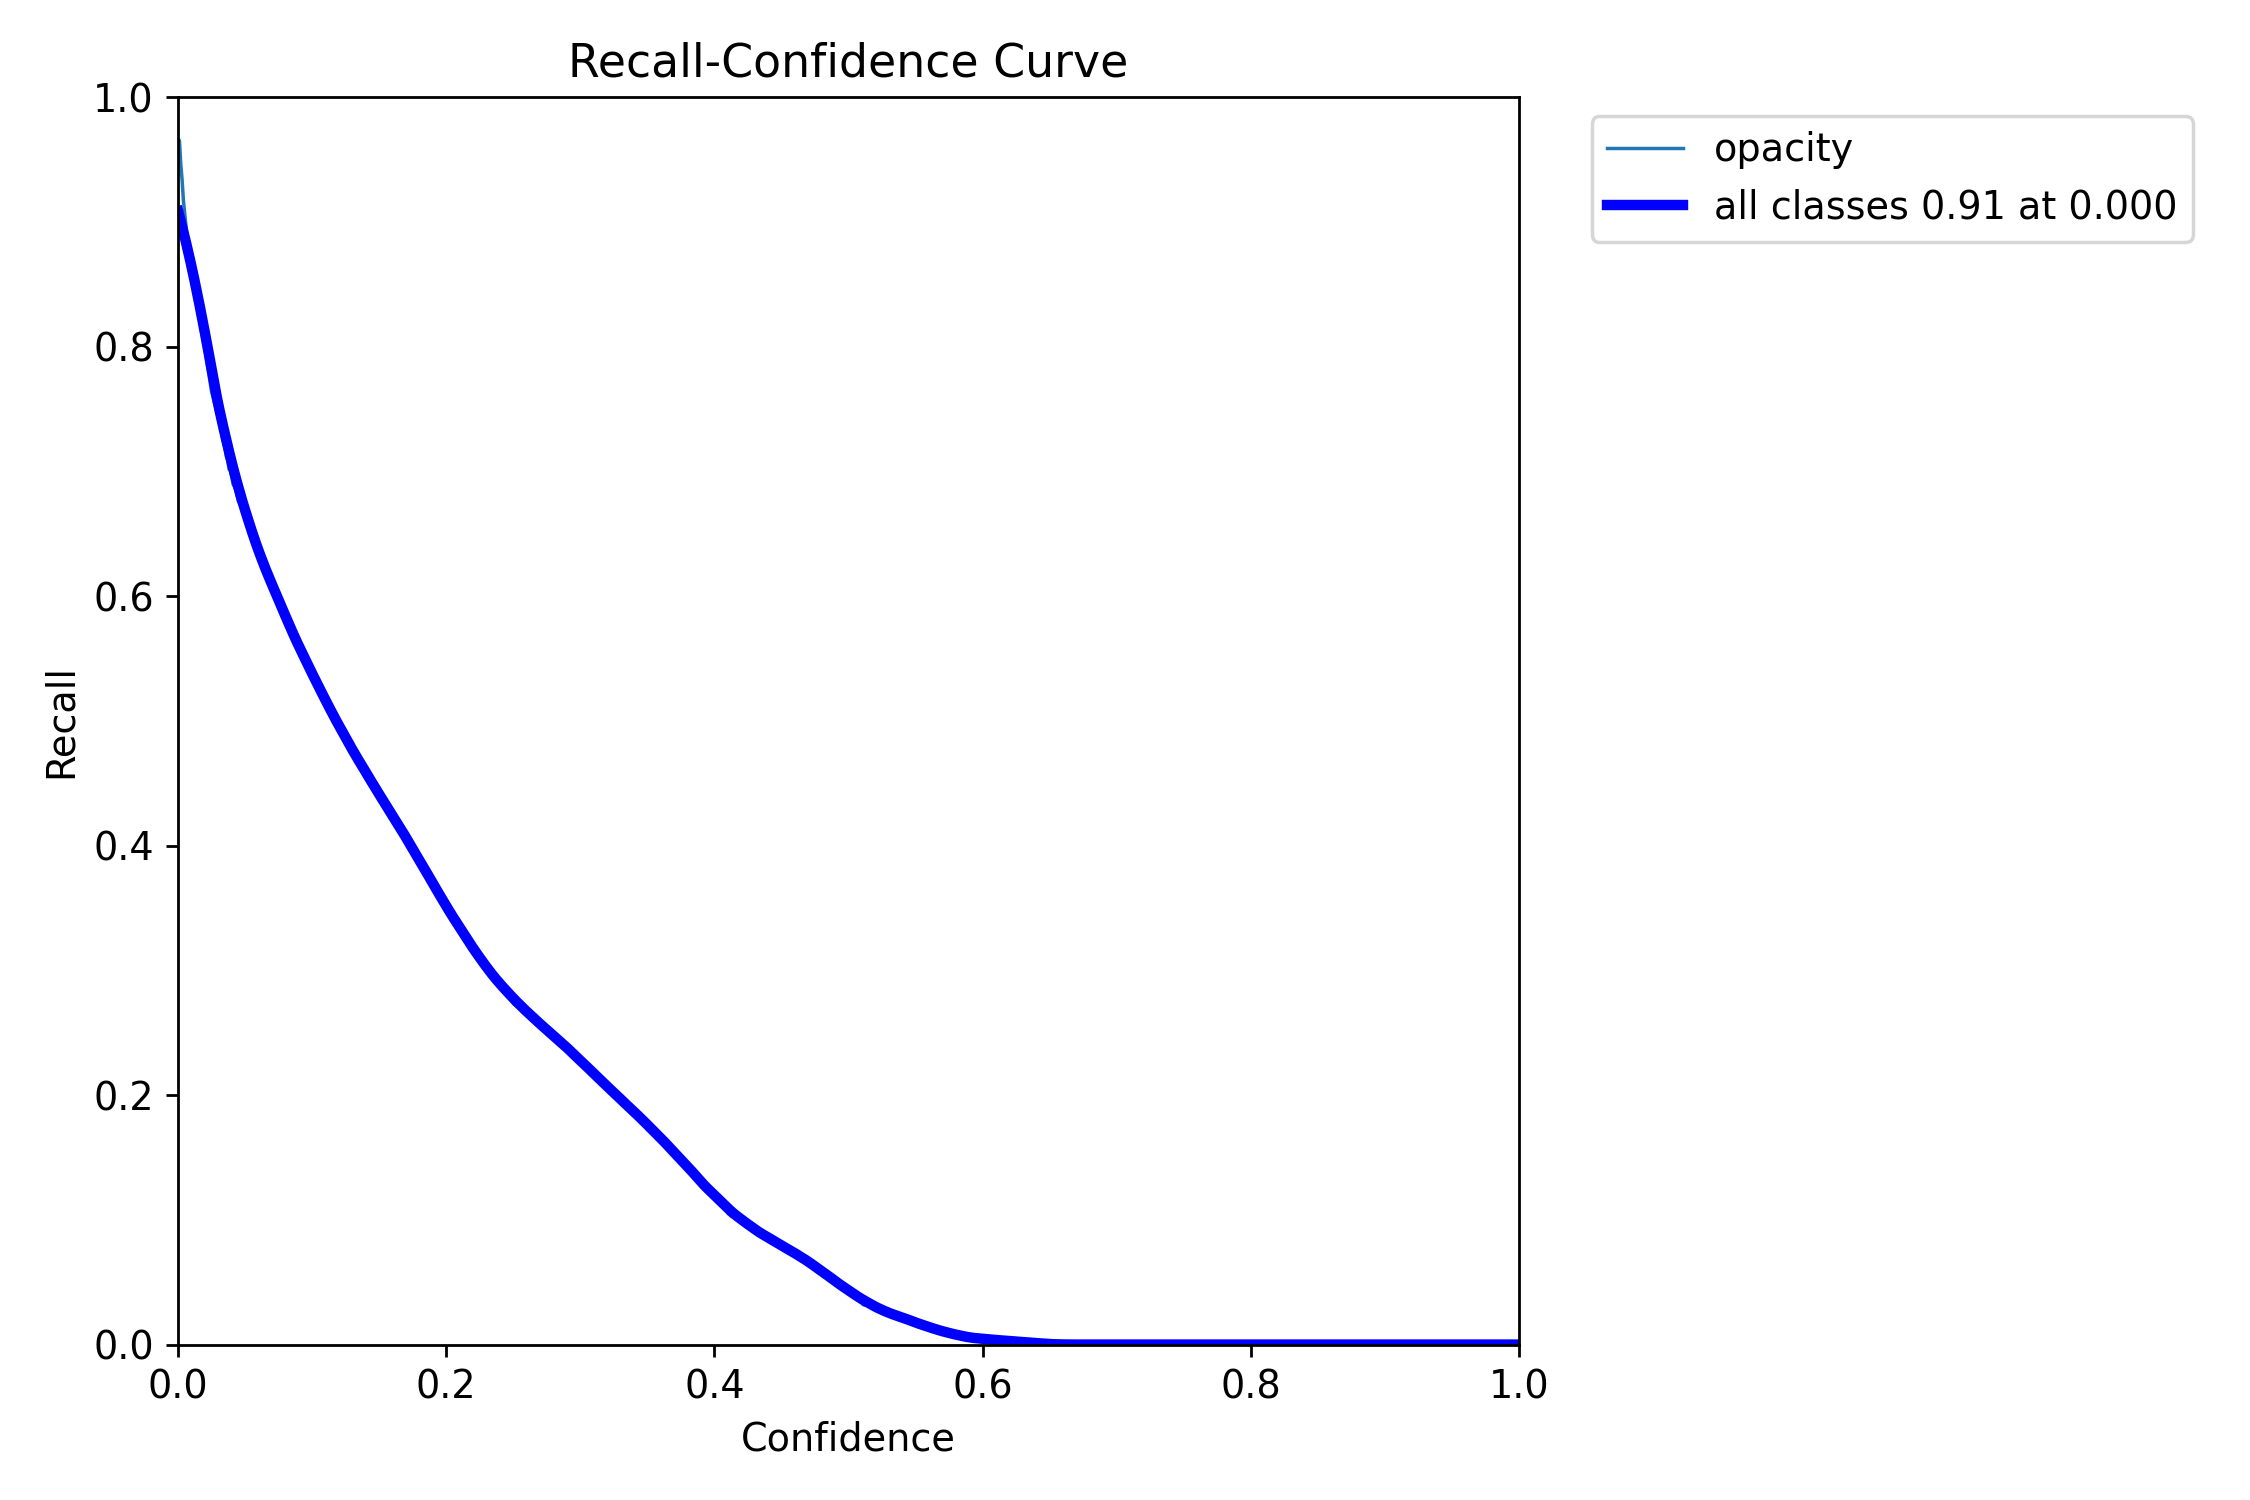 Recall-Confidence Curve
1.0
0.8
0.6
0.4
0.2
0.0
Recall
0.0 0.2 0.4 0.6 0.8 1.0
Confidence
opacity
all classes 0.91 at 0.000